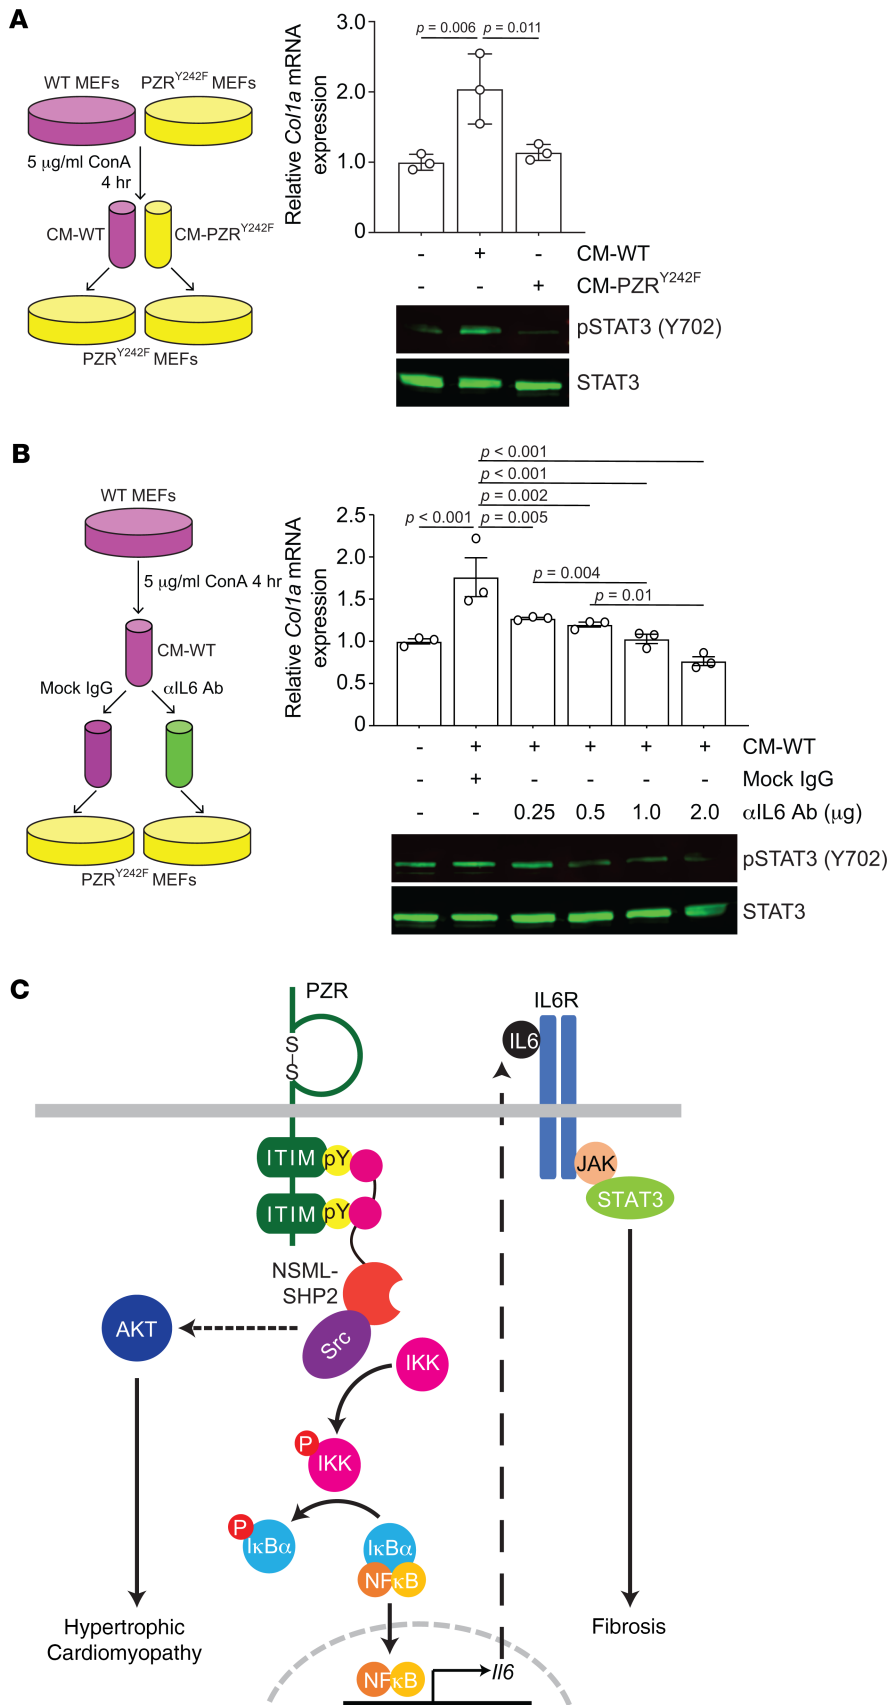 A
WT MEFs
PZRY242F MEFs
5 μg/ml ConA
4 hr
CM-WT
CM-PZRY242F
PZRY242F MEFs
Relative Col1a mRNA
expression
3.0
2.0
1.0
0
p = 0.006
p = 0.011
- + - CM-WT
- - + CM-PZRY242F
pSTAT3 (Y702)
STAT3
B
WT MEFs
5 μg/ml ConA 4 hr
CM-WT
Mock IgG
αIL6 Ab
PZRY242F MEFs
Relative Col1a mRNA
expression
2.5
2.0
1.5
1.0
0.5
0
p < 0.001
p < 0.001
p = 0.002
p < 0.001
p = 0.005
p = 0.004
p = 0.01
- + + + + + CM-WT
- + - - - - Mock IgG
- - 0.25 0.5 1.0 2.0 αIL6 Ab (μg)
pSTAT3 (Y702)
STAT3
C
PZR
S
S
IL6R
IL6
ITIM pY
ITIM pY
JAK
STAT3
NSML-
SHP2
Src
AKT
IKK
P
IKK
P
IκBα
IκBα
NFκB
NFκB
Il6
Hypertrophic
Cardiomyopathy
Fibrosis